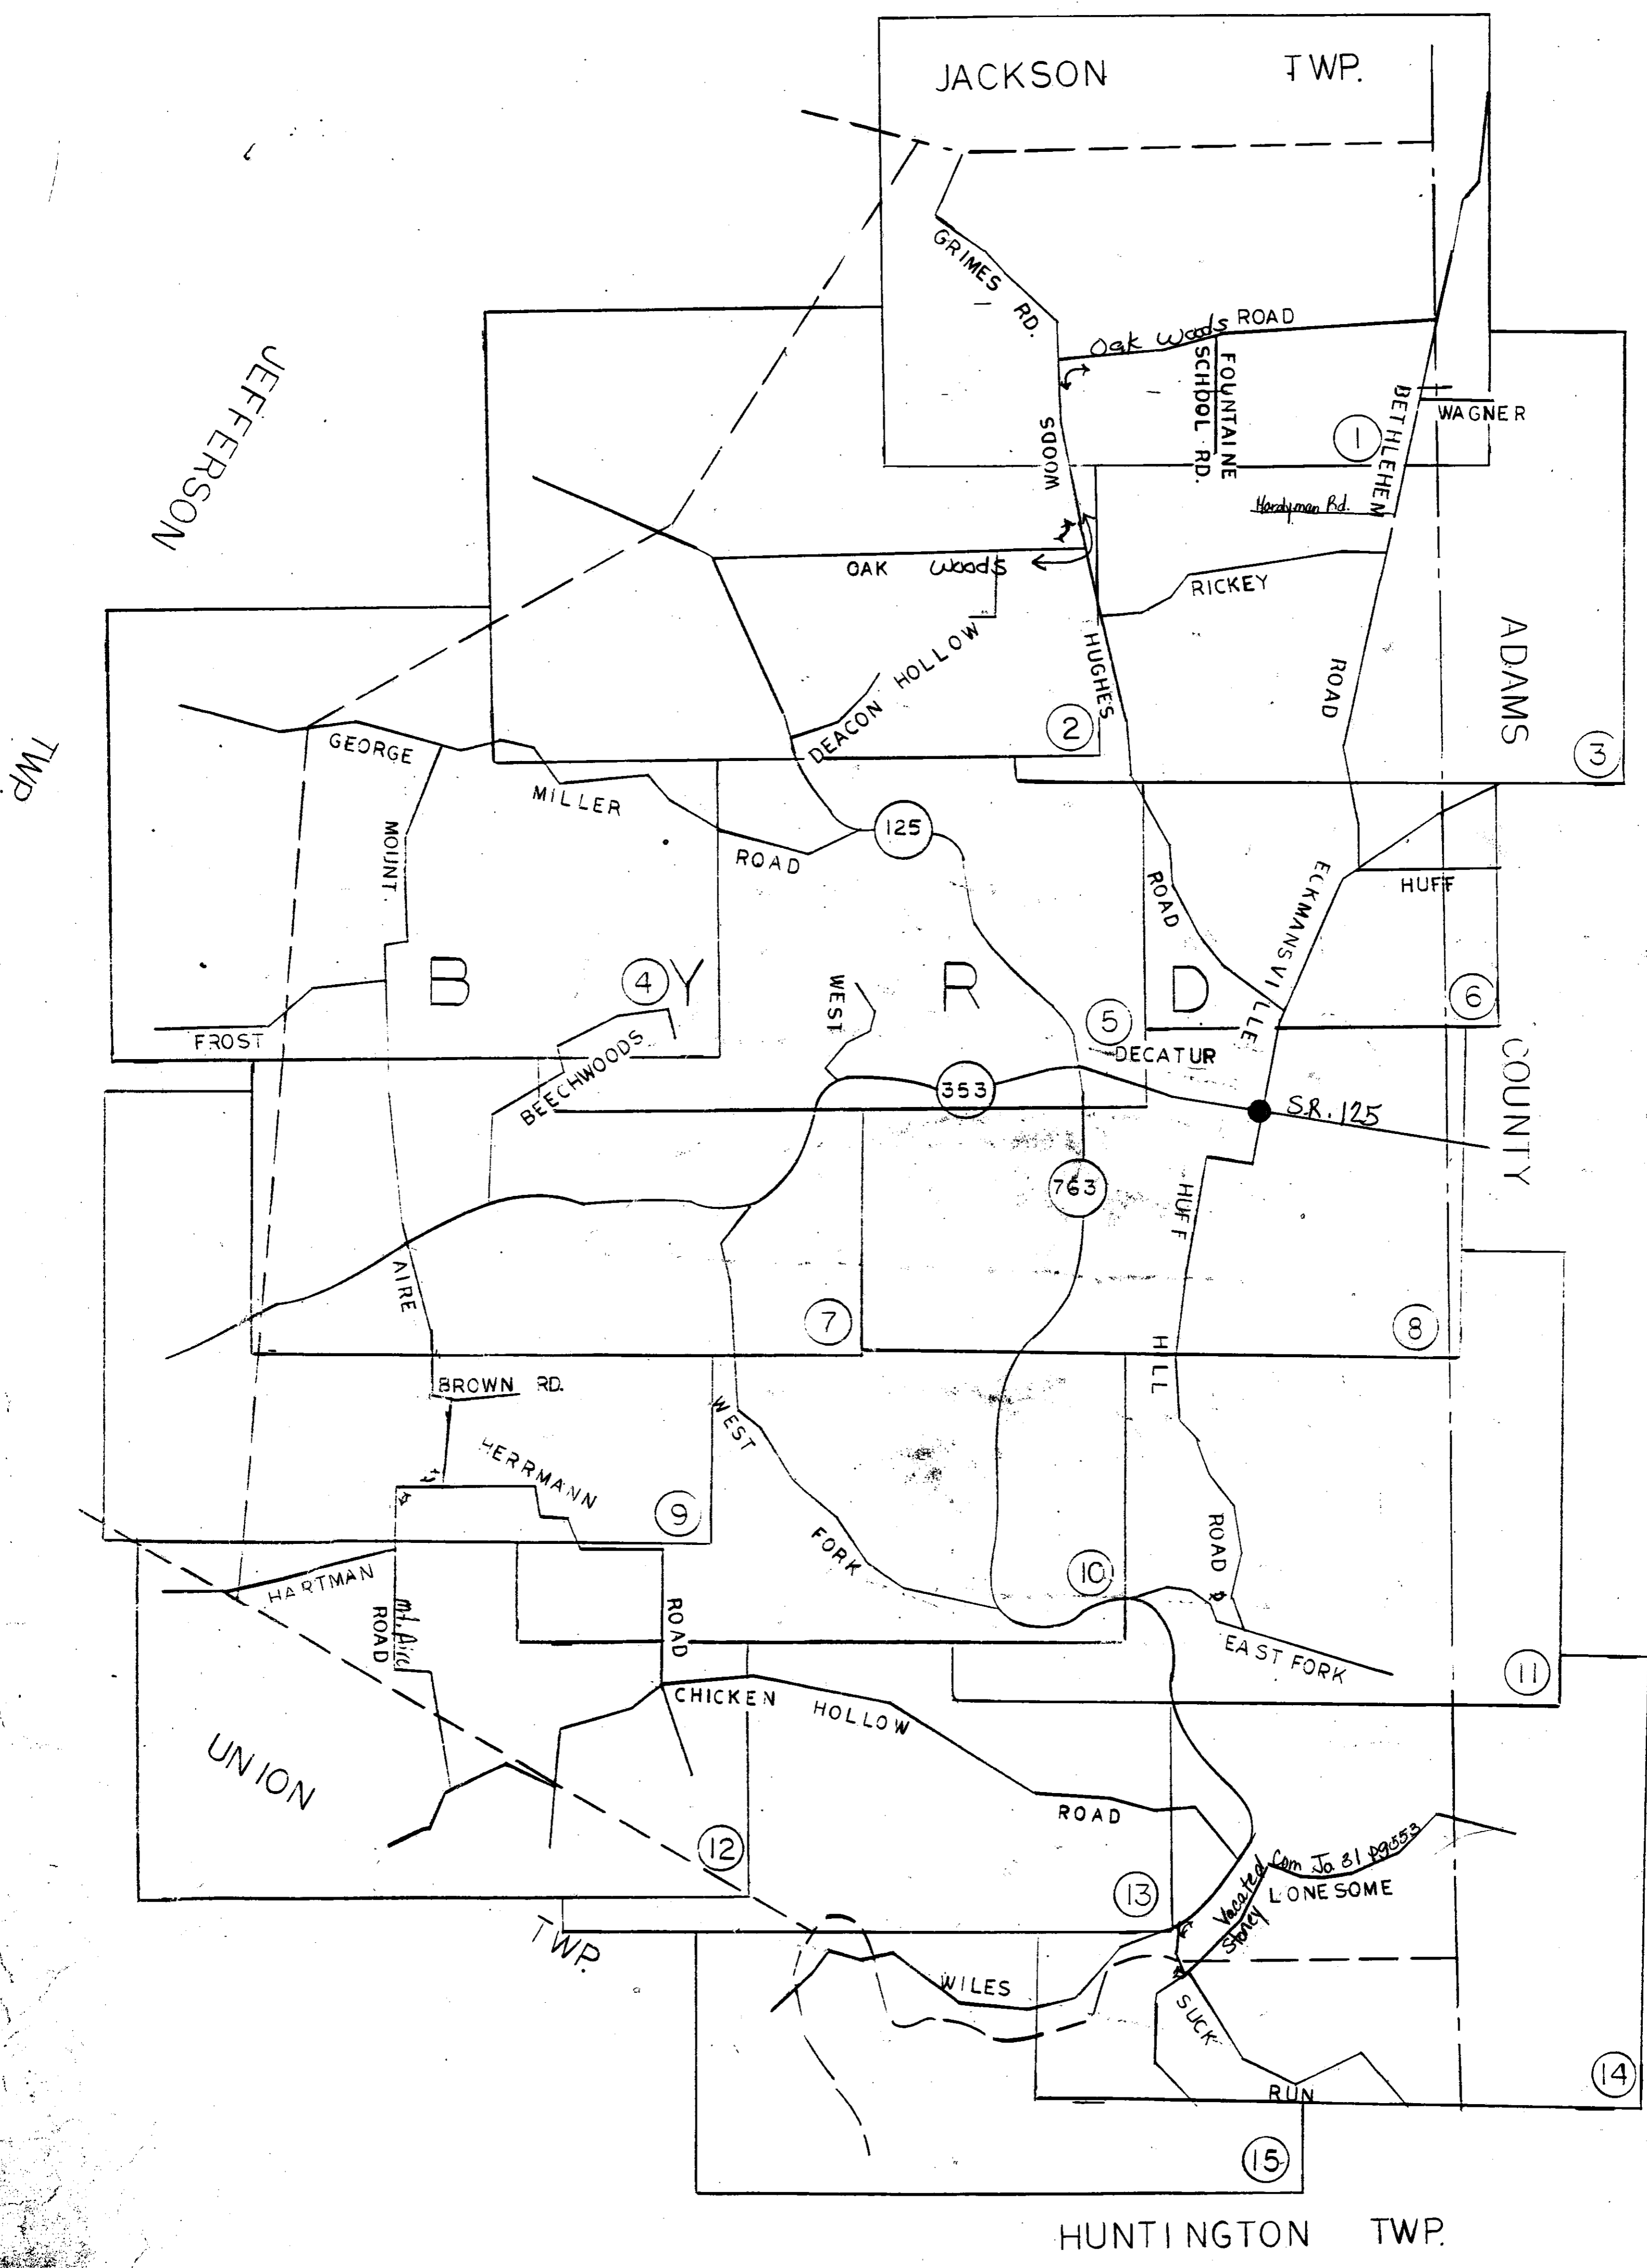 JACKSON TWP.
GRIMES RD.
Oak Woods ROAD
FOUNTAINE
SCHOOL RD.
BETHLEHEM
WAGNER
1
WOODS
Handyman Rd.
JEFFERSON
TWP.
OAK Woods
RICKEY
HUGHES
ROAD
ADAMS
DEACON HOLLOW
2
3
GEORGE
MILLER
ROAD
125
MOUNT.
ROAD
ECKMANSVILLE
HUFF
B Y R D
4
5
6
WEST
FROST
DECATUR
COUNTY
BEECHWOODS
353
S.R. 125
763
HUFF
AIRE
7
8
HILL
BROWN RD.
WEST
HERRMANN
9
FORK
ROAD
10
HARTMAN
Mt. Aire
ROAD
ROAD
EAST FORK
11
CHICKEN HOLLOW
UNION
ROAD
12
Com Jo 31 pg553
Vacated
Stoney
LONESOME
13
TWP.
WILES
SUCK
RUN
14
15
HUNTINGTON TWP.